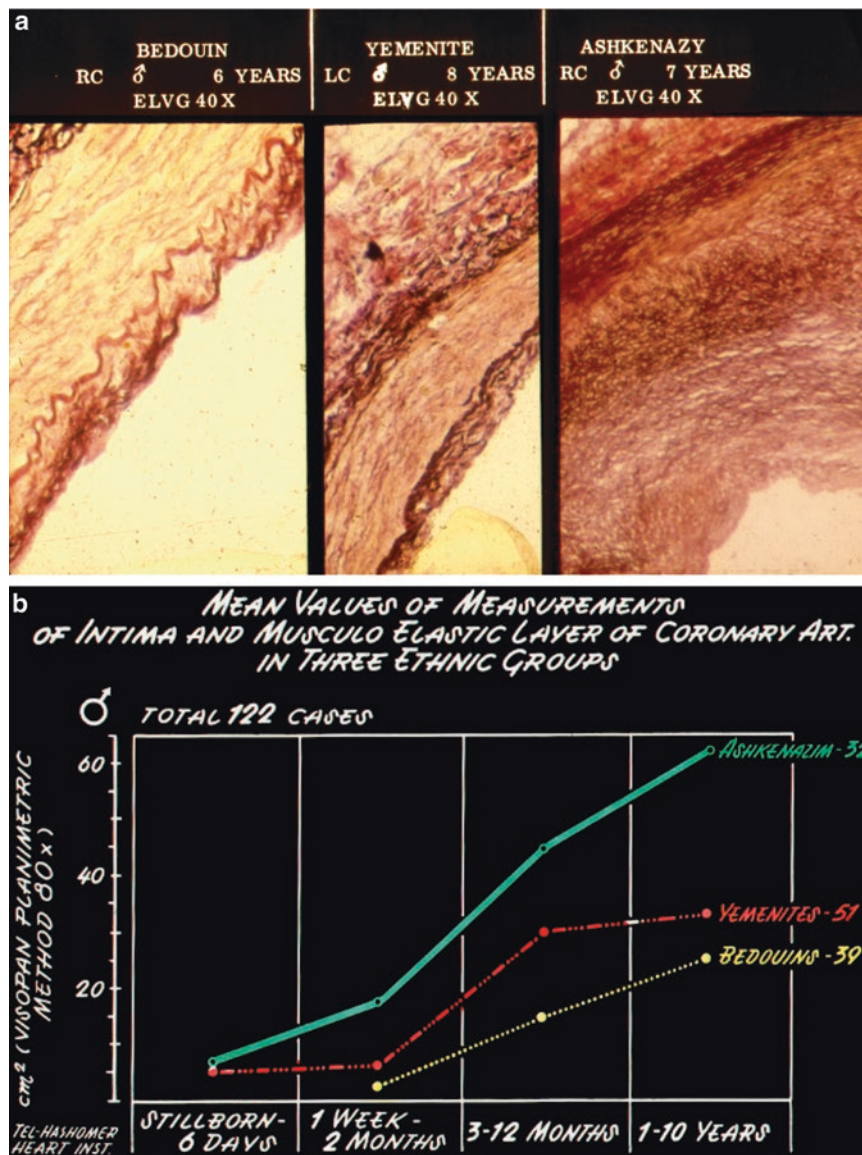 a
BEDOUIN
RC ♂ 6 YEARS
ELVG 40 X
YEMENITE
LC ♂ 8 YEARS
ELVG 40 X
ASHKENAZY
RC ♂ 7 YEARS
ELVG 40 X
b
MEAN VALUES OF MEASUREMENTS
OF INTIMA AND MUSCULO ELASTIC LAYER OF CORONARY ART.
IN THREE ETHNIC GROUPS
♂ TOTAL 122 CASES
cm² (VISOPAN PLANIMETRIC
METHOD 80x)
60
40
20
ASHKENAZIM-32
YEMENITES-51
BEDOUINS-39
STILLBORN-
6 DAYS
1 WEEK-
2 MONTHS
3-12 MONTHS
1-10 YEARS
TEL-HASHOMER
HEART INST.